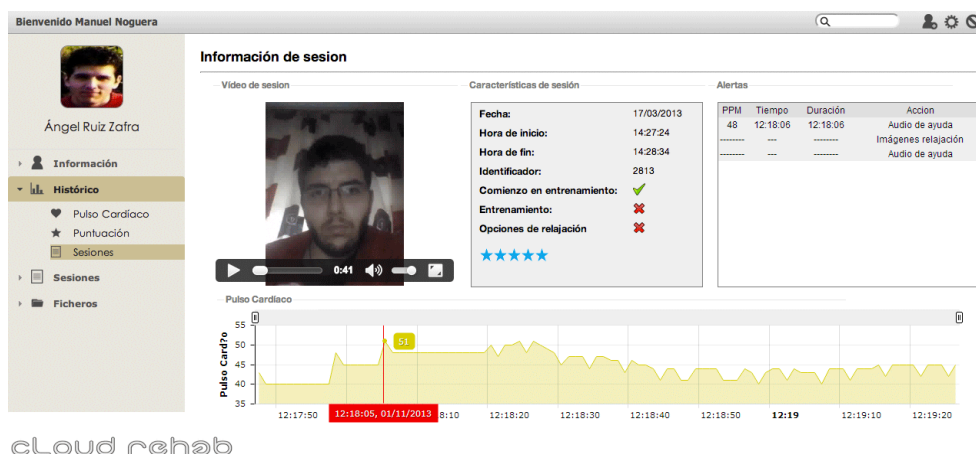 Bienvenido Manuel Noguera
Ángel Ruiz Zafra
Información
Histórico
Pulso Cardíaco
Puntuación
Sesiones
Sesiones
Ficheros
Información de sesion
Vídeo de sesion
0:41
Características de sesión
Fecha: 17/03/2013
Hora de inicio: 14:27:24
Hora de fin: 14:28:34
Identificador: 2813
Comienzo en entrenamiento:
Entrenamiento:
Opciones de relajación
Alertas
PPM Tiempo Duración Accion
48 12:18:06 12:18:06 Audio de ayuda
-------- --- -------- Imágenes relajación
-------- --- -------- Audio de ayuda
Pulso Cardiaco
Pulso Card?o
55
50
45
40
35
51
12:17:50 12:18:05, 01/11/2013 8:10 12:18:20 12:18:30 12:18:40 12:18:50 12:19 12:19:10 12:19:20
cLoud rehab